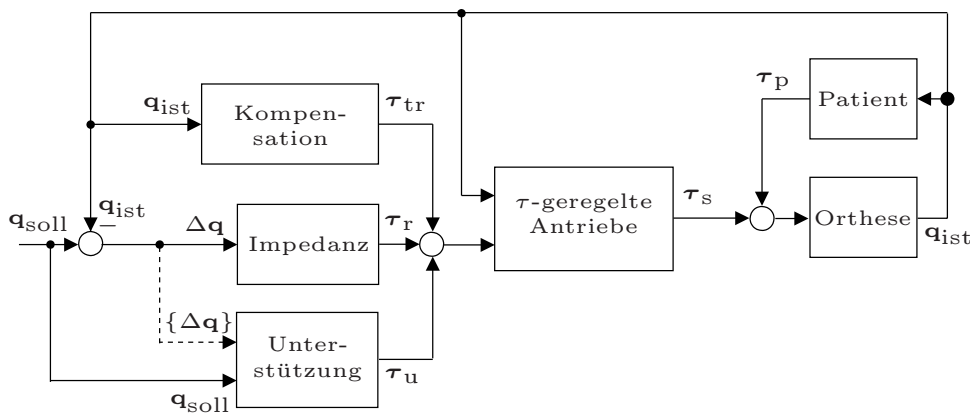 τ_p
Patient
q_ist
Kompen-
sation
τ_tr
q_soll
q_ist
−
Δq
Impedanz
τ_r
τ-geregelte
Antriebe
τ_s
Orthese
q_ist
{Δq}
Unter-
stützung
τ_u
q_soll